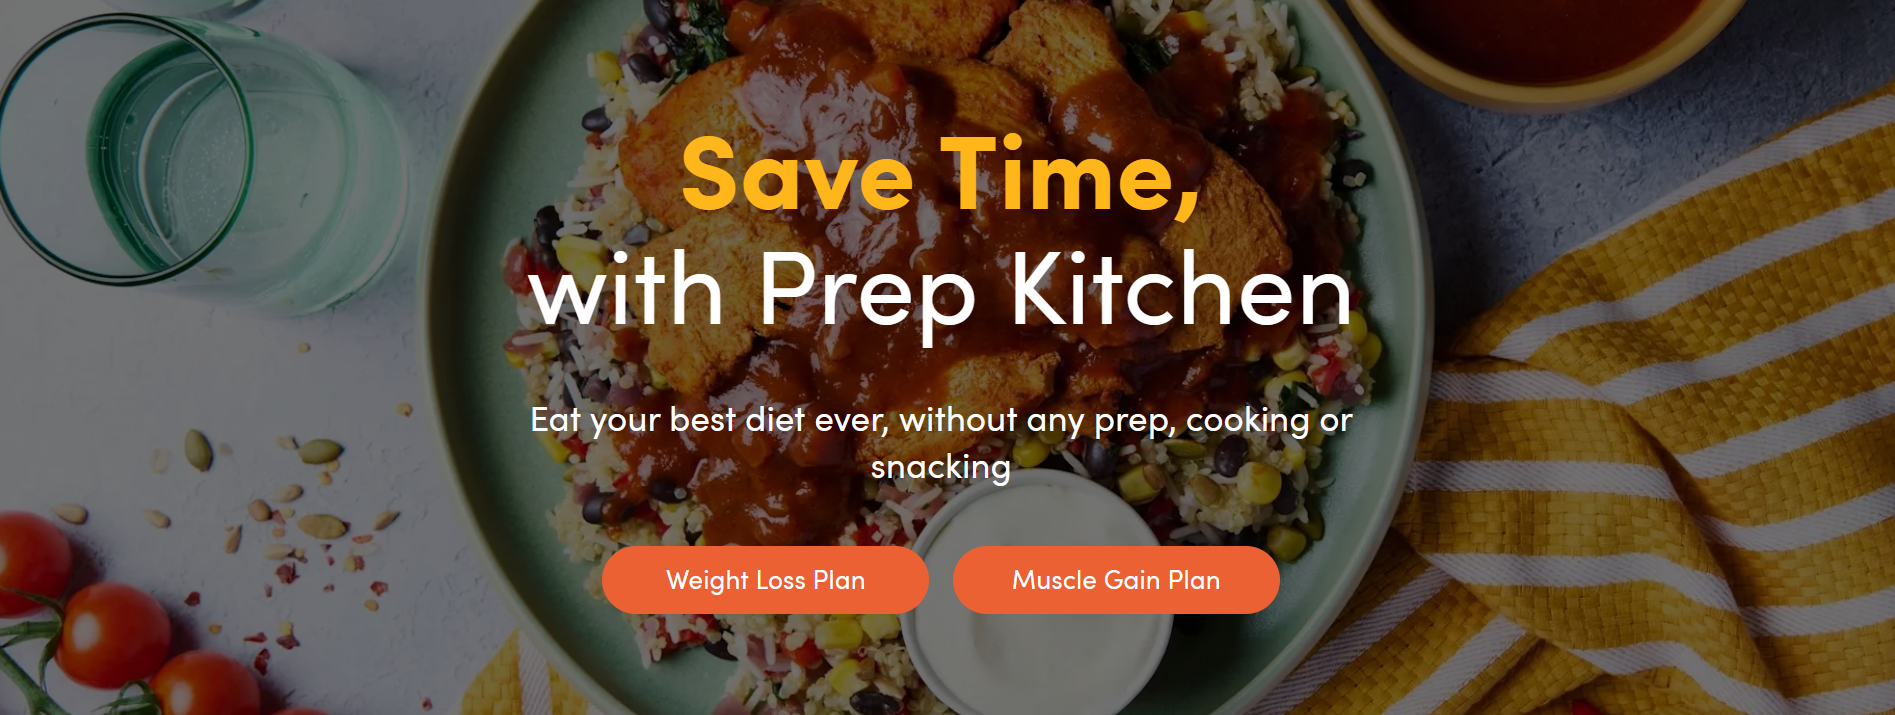 Save Time,
with Prep Kitchen
Eat your best diet ever, without any prep, cooking or
snacking
Weight Loss Plan
Muscle Gain Plan